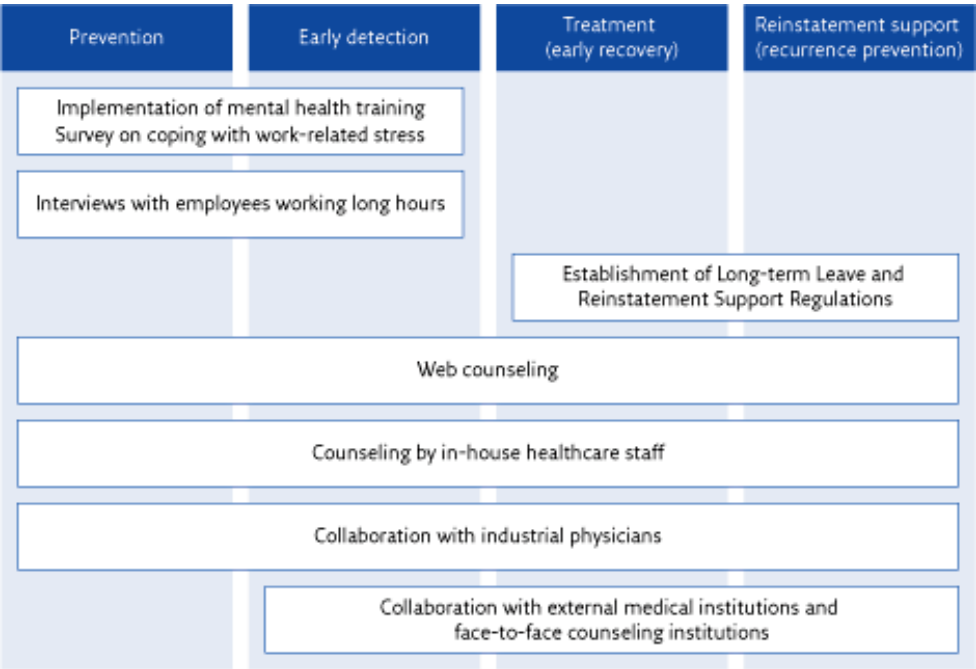 Prevention
Early detection
Treatment
(early recovery)
Reinstatement support
(recurrence prevention)
Implementation of mental health training
Survey on coping with work-related stress
Interviews with employees working long hours
Establishment of Long-term Leave and
Reinstatement Support Regulations
Web counseling
Counseling by in-house healthcare staff
Collaboration with industrial physicians
Collaboration with external medical institutions and
face-to-face counseling institutions